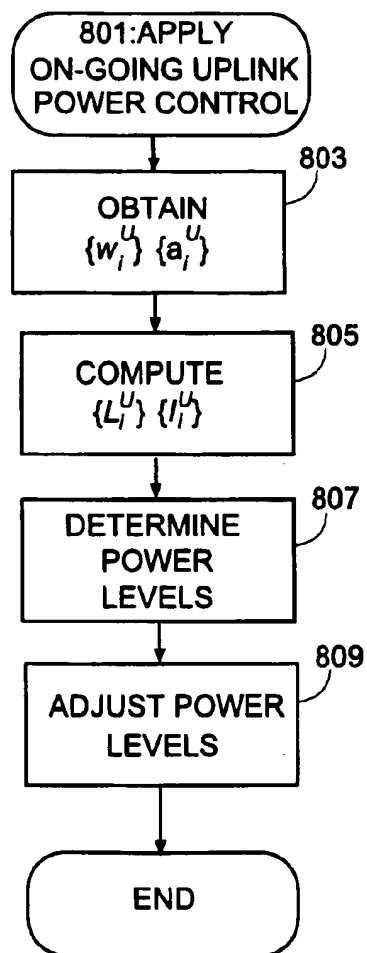 801:APPLY
ON-GOING UPLINK
POWER CONTROL
803
OBTAIN
{w_i^U} {a_i^U}
805
COMPUTE
{L_i^U} {I_i^U}
807
DETERMINE
POWER
LEVELS
809
ADJUST POWER
LEVELS
END